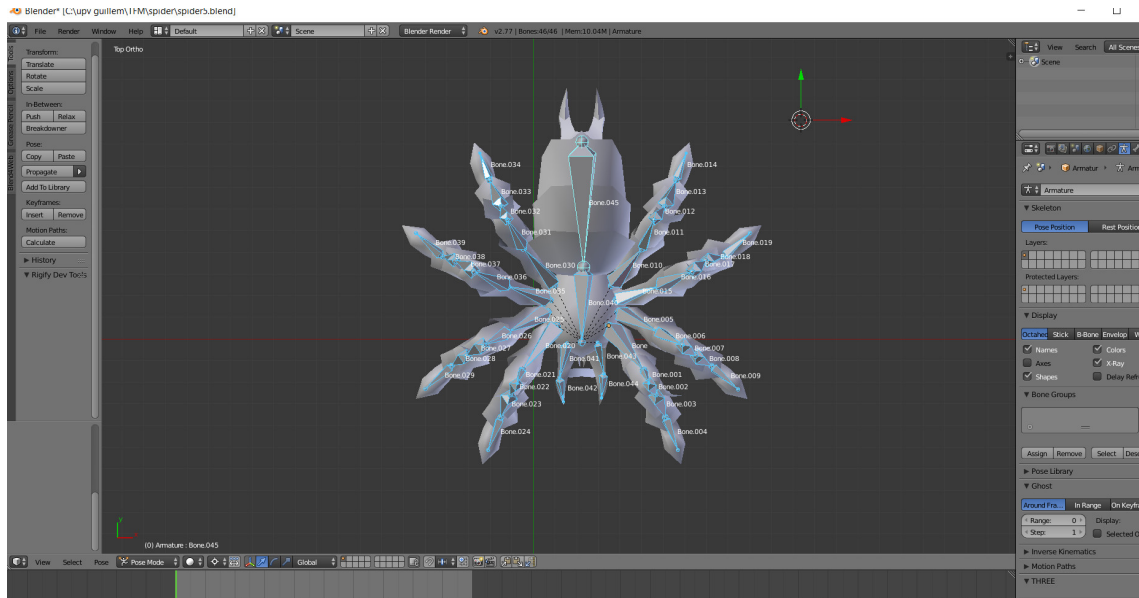 Blender* [C:\upv guillem\TFM\spider\spider5.blend]
File Render Window Help Default Scene Blender Render v2.77 | Bones:46/46 | Mem:10.04M | Armature
View Search All Scenes
Scene
Top Ortho
Tools
Options
Grease Pencil
Transform:
Translate
Rotate
Scale
In-Between:
Push Relax
Breakdowner
Pose:
Copy Paste
Propagate
Add To Library
Keyframes:
Insert Remove
Motion Paths:
Calculate
History
Rigify Dev Tools
Bone.034
Bone.014
Bone.033
Bone.013
Bone.032
Bone.045
Bone.012
Bone.031
Bone.011
Bone.039
Bone.019
Bone.038
Bone.018
Bone.037
Bone.030
Bone.010
Bone.017
Bone.036
Bone.016
Bone.035
Bone.015
Bone.040
Bone.025
Bone.005
Bone.026
Bone.006
Bone.027
Bone.020
Bone
Bone.007
Bone.028
Bone.041
Bone.043
Bone.008
Bone.029
Bone.021
Bone.001
Bone.009
Bone.022
Bone.042
Bone.044
Bone.002
Bone.023
Bone.003
Bone.024
Bone.004
Y
(0) Armature : Bone.045
View Select Pose Pose Mode Global
Armatur Arm
Armature
Skeleton
Pose Position Rest Position
Layers:
Protected Layers:
Display
Octahed Stick B-Bone Envelop W
Names Colors
Axes X-Ray
Shapes Delay Refr
Bone Groups
Assign Remove Select Dese
Pose Library
Ghost
Around Fra... In Range On Keyfr
Range: 0 Display:
Step: 1 Selected O
Inverse Kinematics
Motion Paths
THREE